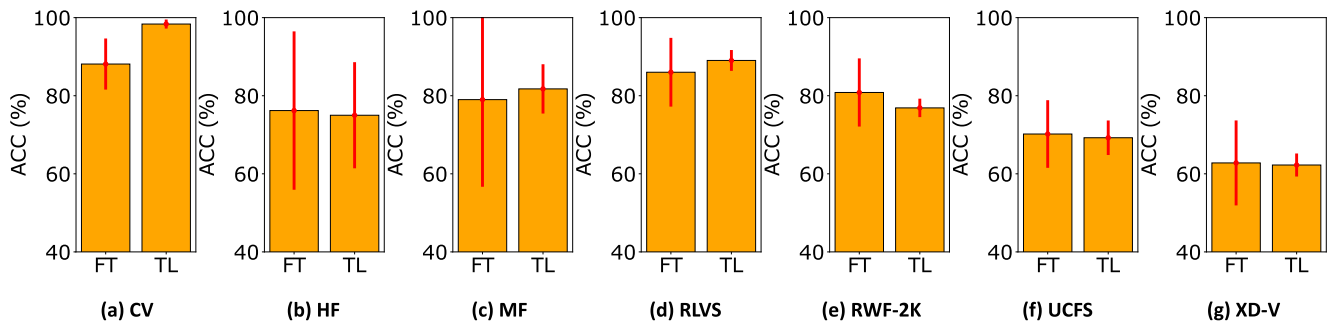 100
80
60
40
ACC (%)
FT TL
(a) CV
100
80
60
40
ACC (%)
FT TL
(b) HF
100
80
60
40
ACC (%)
FT TL
(c) MF
100
80
60
40
ACC (%)
FT TL
(d) RLVS
100
80
60
40
ACC (%)
FT TL
(e) RWF-2K
100
80
60
40
ACC (%)
FT TL
(f) UCFS
100
80
60
40
ACC (%)
FT TL
(g) XD-V